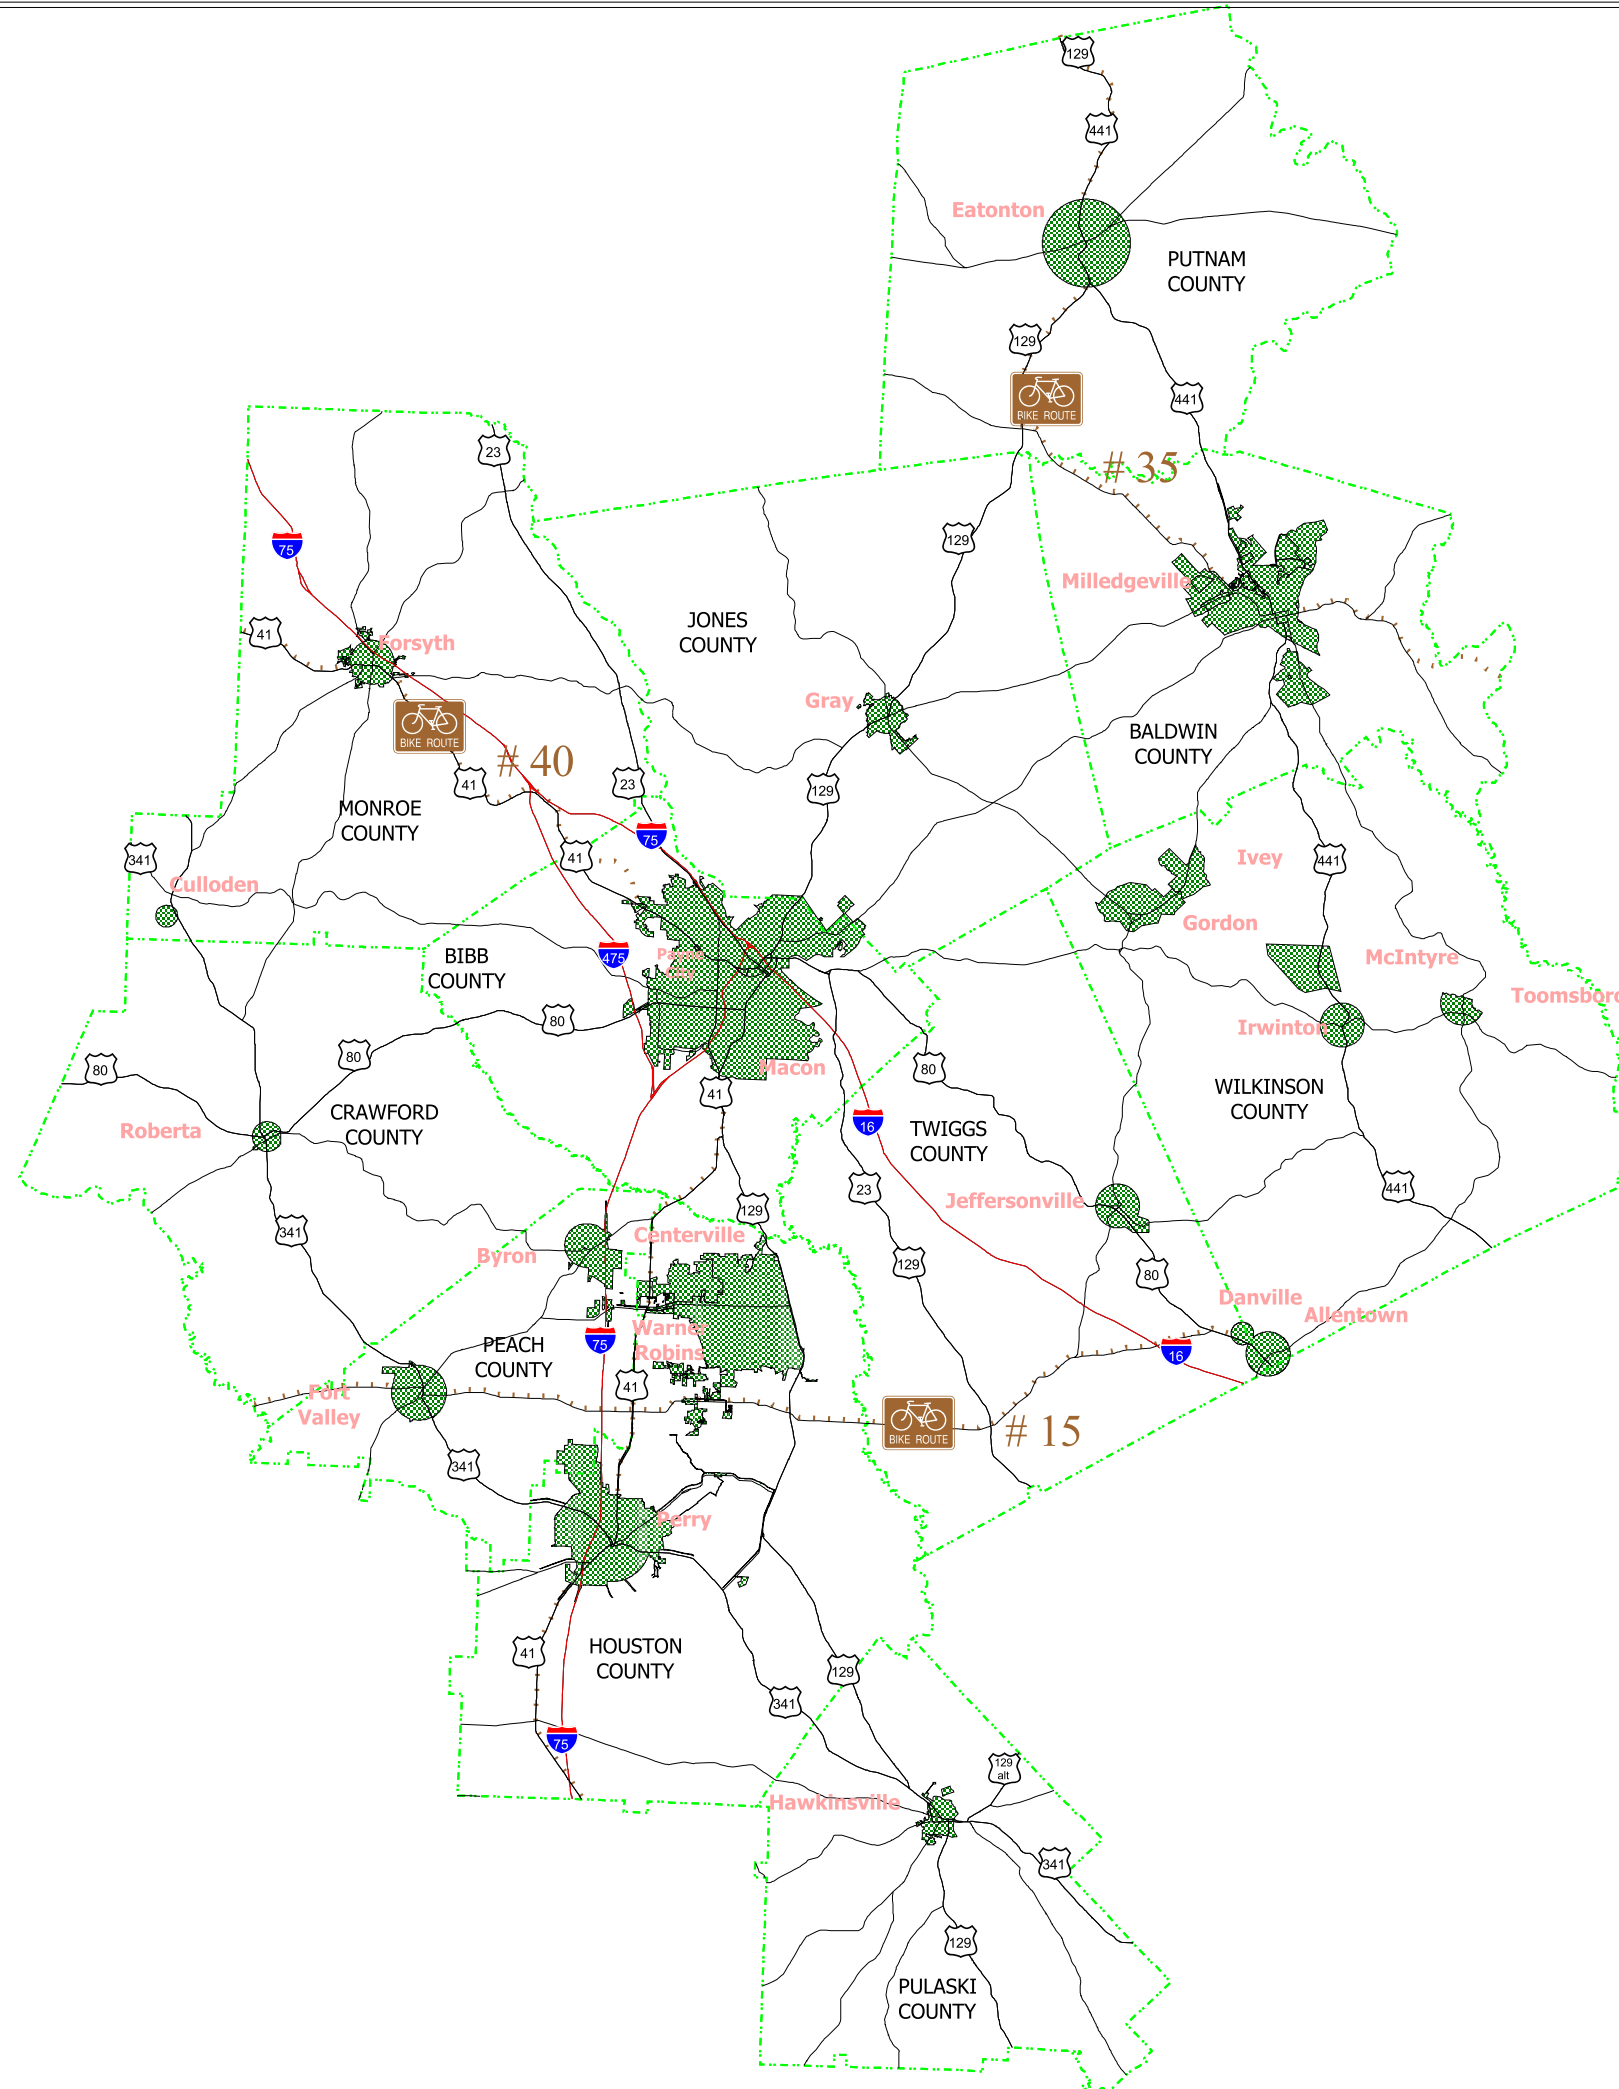 129
441
Eatonton
PUTNAM
COUNTY
129
BIKE ROUTE
441
# 35
23
75
129
Milledgeville
JONES
COUNTY
41
Forsyth
Gray
BIKE ROUTE
BALDWIN
COUNTY
# 40
41
23
129
MONROE
COUNTY
75
341
41
441
Ivey
Culloden
Gordon
BIBB
COUNTY
475
Payne
City
McIntyre
Toomsboro
80
Irwinton
80
80
80
Macon
WILKINSON
COUNTY
41
CRAWFORD
COUNTY
16
TWIGGS
COUNTY
Roberta
23
441
Jeffersonville
129
341
Centerville
Byron
129
80
Danville
Allentown
Warner
Robins
PEACH
COUNTY
75
16
41
Fort
Valley
BIKE ROUTE
# 15
341
Perry
HOUSTON
COUNTY
41
129
341
75
129
alt
Hawkinsville
341
129
PULASKI
COUNTY